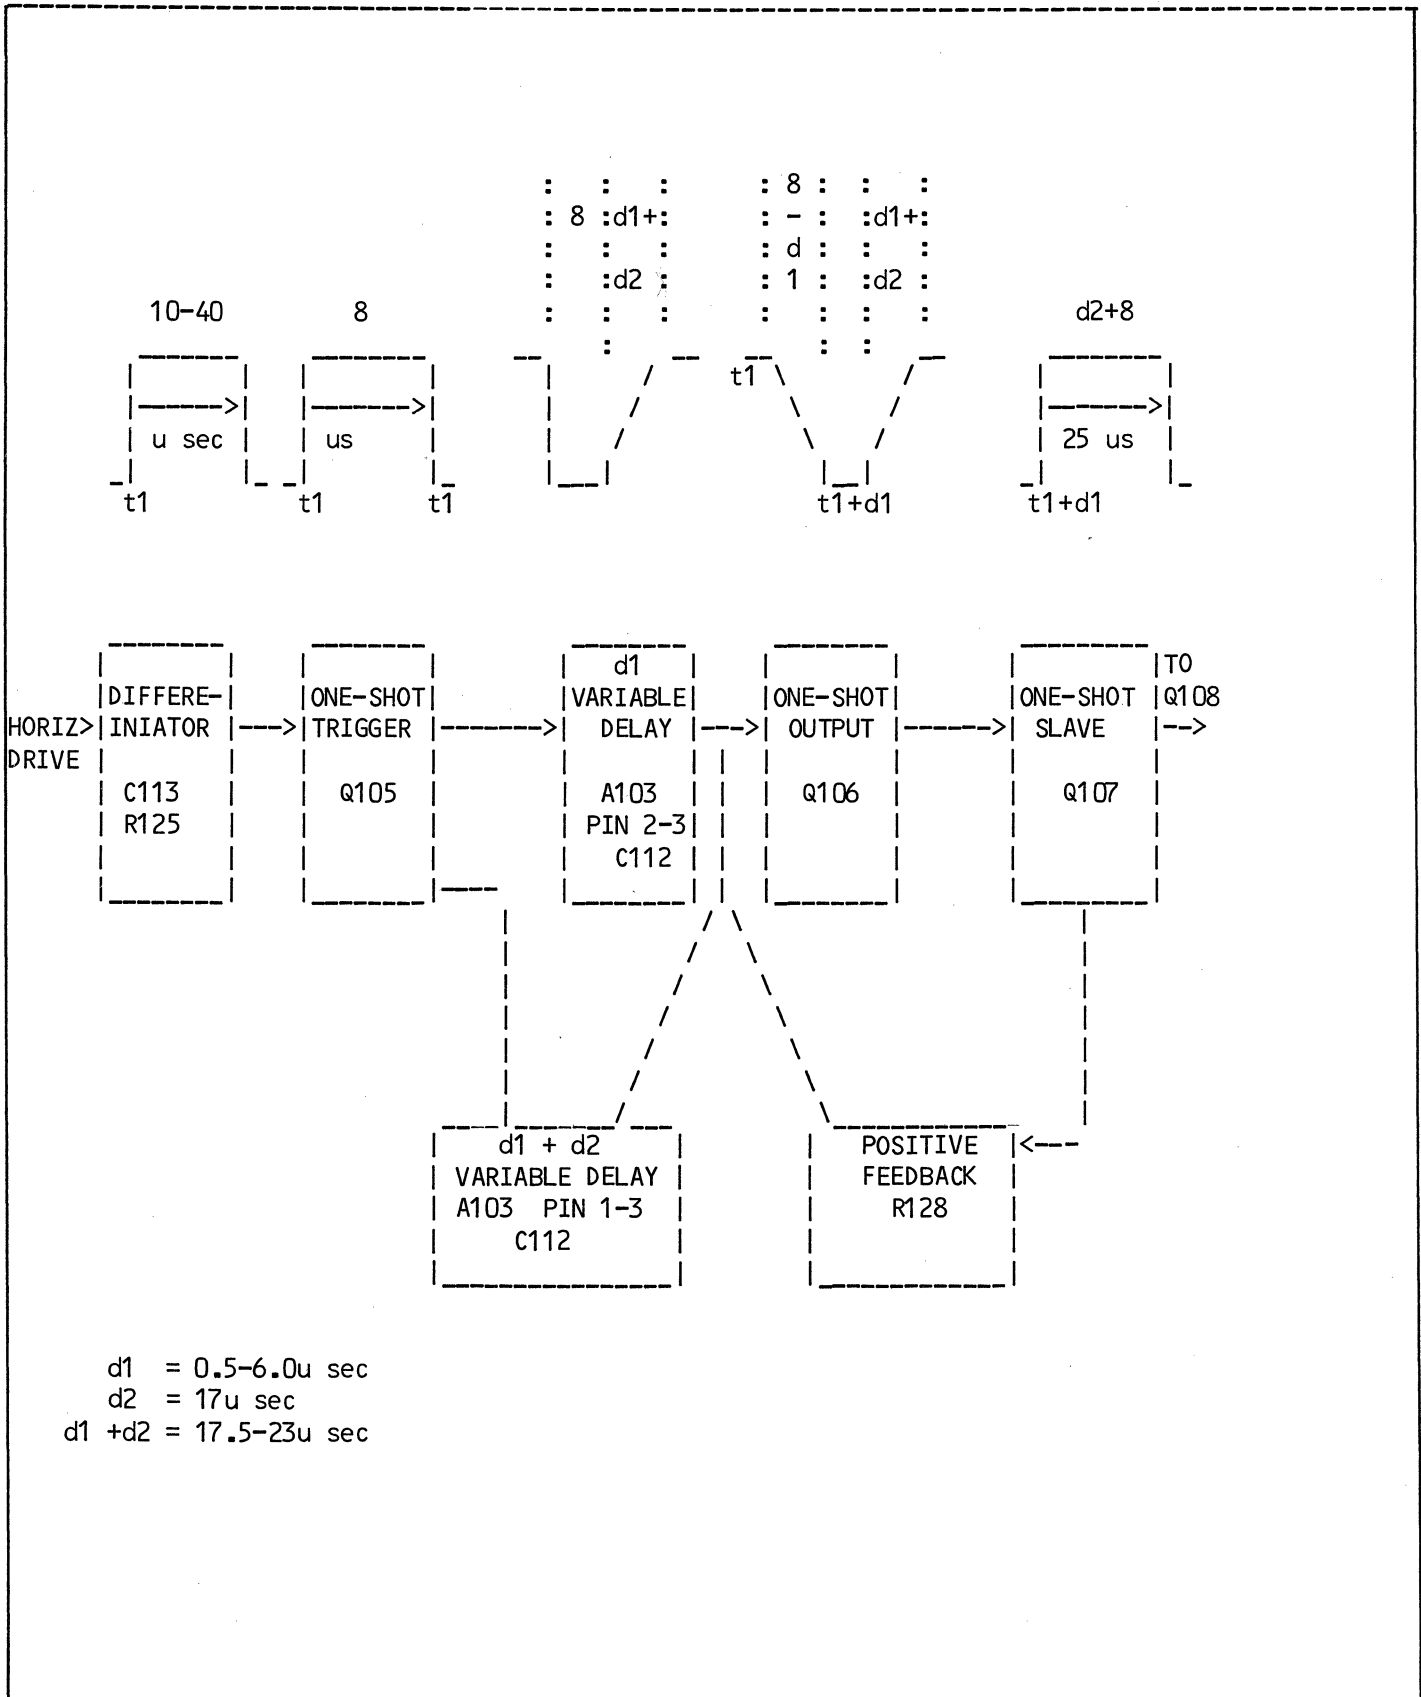 8 d1+ d2
8 - d 1 d1+ d2
10-40 8 d2+8
t1
u sec us 25 us
t1 t1 t1 t1+d1 t1+d1
HORIZ> DRIVE
DIFFERE-
INIATOR
C113
R125
ONE-SHOT
TRIGGER
Q105
d1
VARIABLE
DELAY
A103
PIN 2-3
C112
ONE-SHOT
OUTPUT
Q106
ONE-SHOT
SLAVE
Q107
TO
Q108
d1 + d2
VARIABLE DELAY
A103 PIN 1-3
C112
POSITIVE
FEEDBACK
R128
d1 = 0.5-6.0u sec
d2 = 17u sec
d1 +d2 = 17.5-23u sec